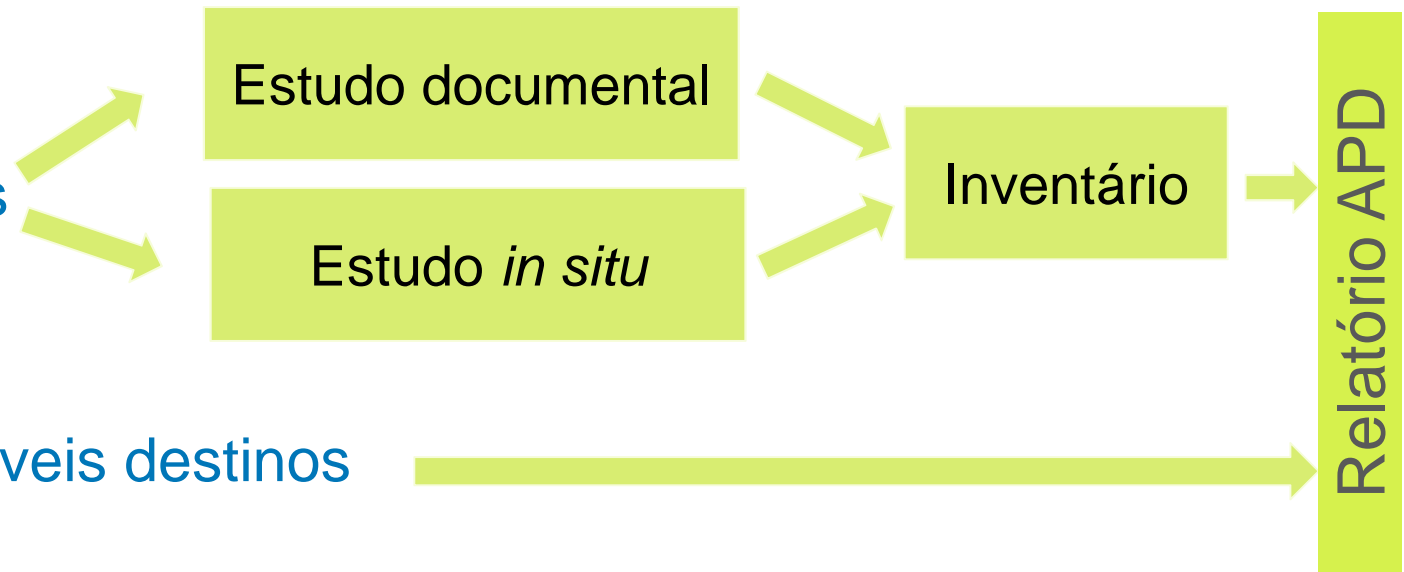 Estudo documental
s
Estudo in situ
Inventário
Relatório APD
veis destinos